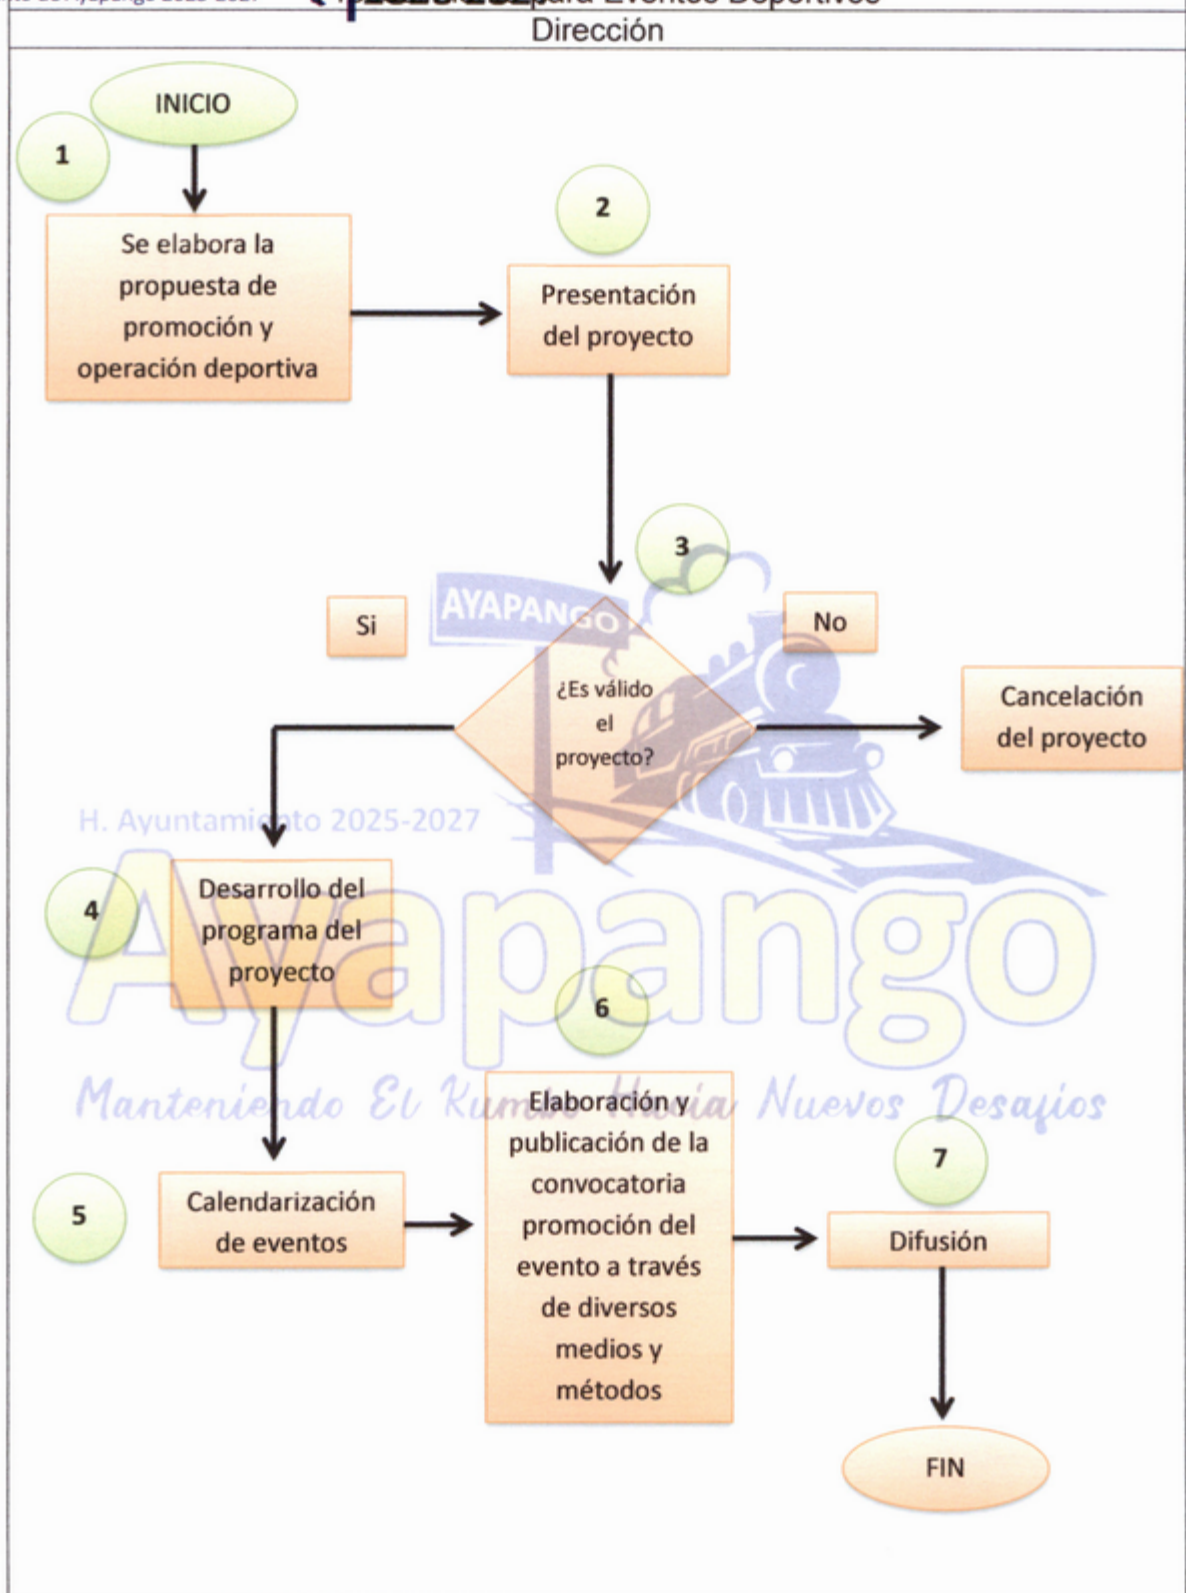 para Eventos Deportivos
Dirección
INICIO
1
Se elabora la
propuesta de
promoción y
operación deportiva
2
Presentación
del proyecto
3
AYAPANGO
Si
No
¿Es válido
el
proyecto?
Cancelación
del proyecto
H. Ayuntamiento 2025-2027
Ayapango
Manteniendo El Rumbo Hacia Nuevos Desafíos
4
Desarrollo del
programa del
proyecto
5
Calendarización
de eventos
6
Elaboración y
publicación de la
convocatoria
promoción del
evento a través
de diversos
medios y
métodos
7
Difusión
FIN